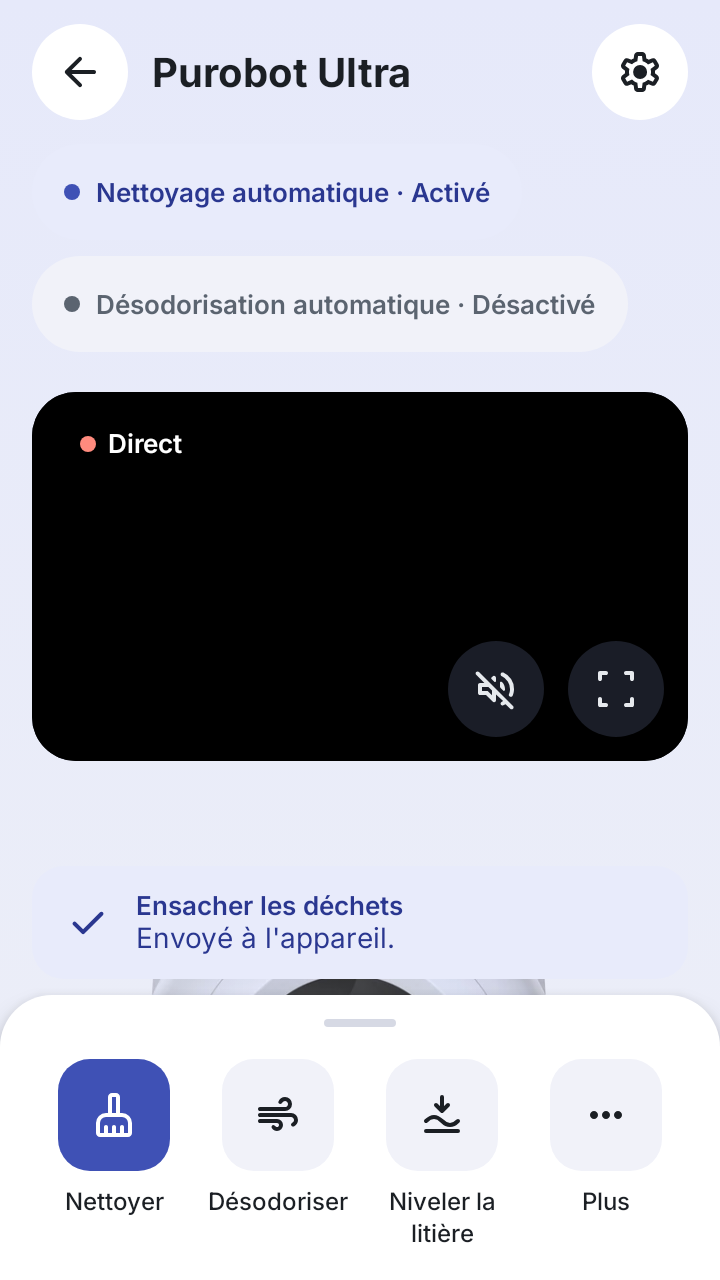 Purobot Ultra
Nettoyage automatique · Activé
Désodorisation automatique · Désactivé
Direct
Ensacher les déchets
Envoyé à l'appareil.
Nettoyer
Désodoriser
Niveler la
litière
Plus